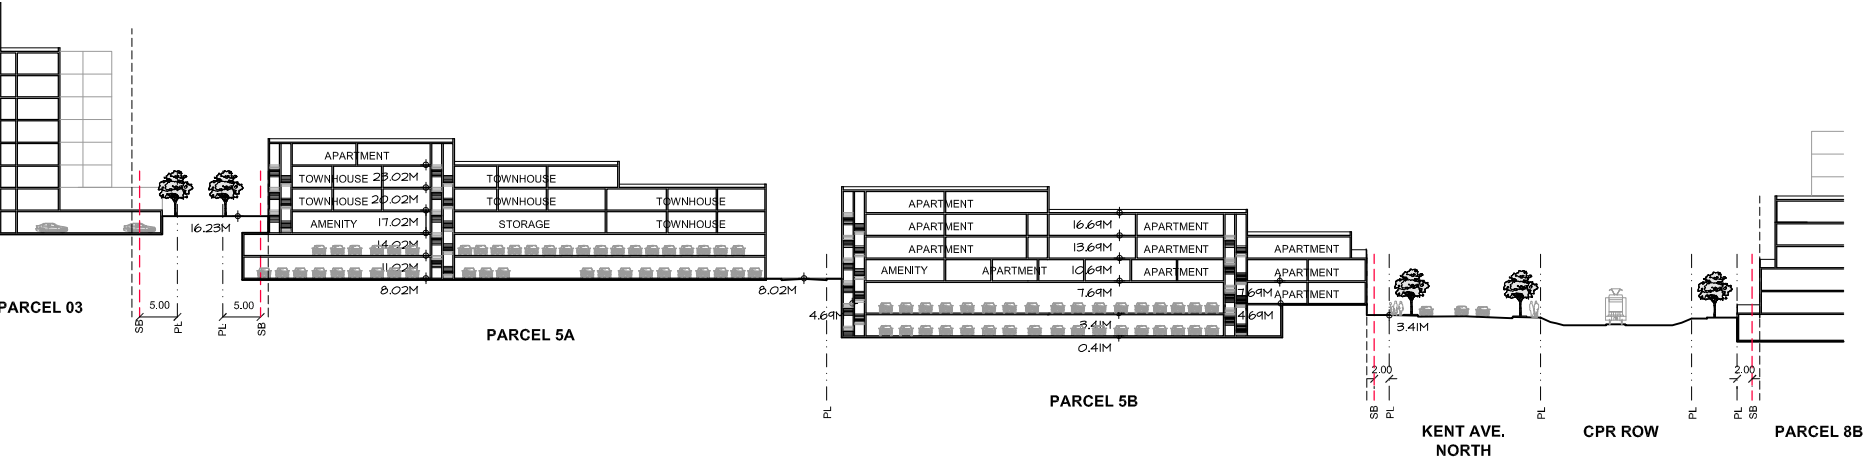 APARTMENT
TOWNHOUSE 23.02M TOWNHOUSE
TOWNHOUSE 20.02M TOWNHOUSE TOWNHOUSE
AMENITY 17.02M STORAGE TOWNHOUSE
16.23M
14.02M
11.02M
8.02M
8.02M
APARTMENT
APARTMENT 16.69M APARTMENT
APARTMENT 13.69M APARTMENT APARTMENT
AMENITY APARTMENT 10.69M APARTMENT APARTMENT
7.69M 7.69M APARTMENT
4.69M 3.41M 4.69M 3.41M
0.41M
5.00 5.00
SB PL PL SB
2.00 2.00
PL SB PL PL PL PL SB
PARCEL 03
PARCEL 5A
PARCEL 5B
KENT AVE.
NORTH
CPR ROW
PARCEL 8B